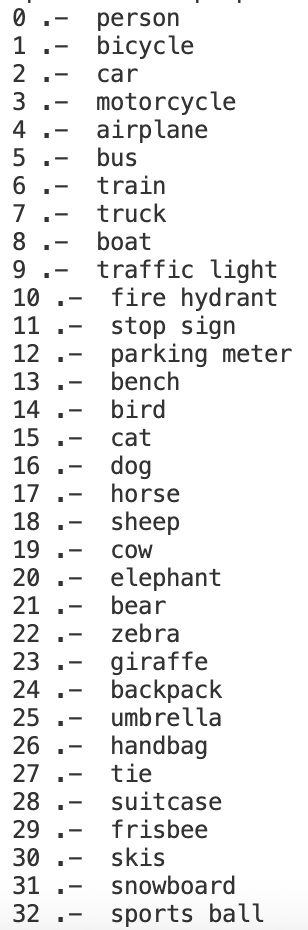 0 .-  person
1 .-  bicycle
2 .-  car
3 .-  motorcycle
4 .-  airplane
5 .-  bus
6 .-  train
7 .-  truck
8 .-  boat
9 .-  traffic light
10 .-  fire hydrant
11 .-  stop sign
12 .-  parking meter
13 .-  bench
14 .-  bird
15 .-  cat
16 .-  dog
17 .-  horse
18 .-  sheep
19 .-  cow
20 .-  elephant
21 .-  bear
22 .-  zebra
23 .-  giraffe
24 .-  backpack
25 .-  umbrella
26 .-  handbag
27 .-  tie
28 .-  suitcase
29 .-  frisbee
30 .-  skis
31 .-  snowboard
32 .-  sports ball